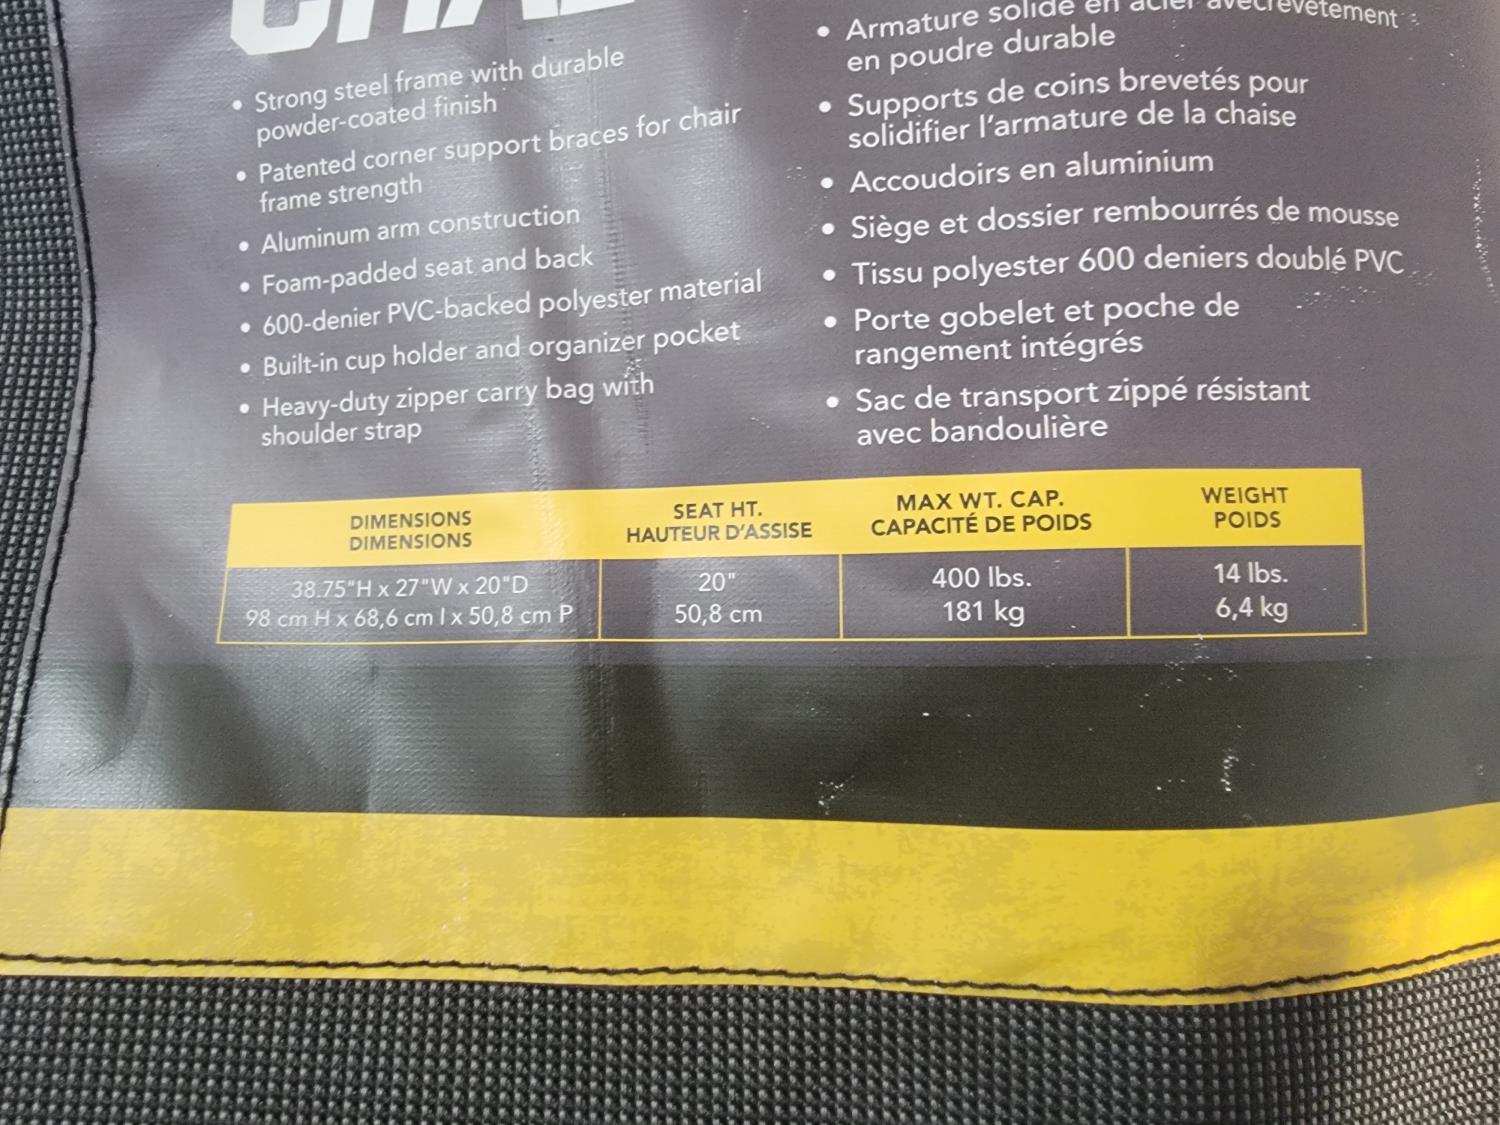 • Strong steel frame with durable
powder-coated finish
• Patented corner support braces for chair
frame strength
• Aluminum arm construction
• Foam-padded seat and back
• 600-denier PVC-backed polyester material
• Built-in cup holder and organizer pocket
• Heavy-duty zipper carry bag with
shoulder strap
• Armature solide en acier avec revêtement
en poudre durable
• Supports de coins brevetés pour
solidifier l'armature de la chaise
• Accoudoirs en aluminium
• Siège et dossier rembourrés de mousse
• Tissu polyester 600 deniers doublé PVC
• Porte gobelet et poche de
rangement intégrés
• Sac de transport zippé résistant
avec bandoulière
DIMENSIONS
DIMENSIONS
SEAT HT.
HAUTEUR D'ASSISE
MAX WT. CAP.
CAPACITÉ DE POIDS
WEIGHT
POIDS
38.75"H x 27"W x 20"D
98 cm H x 68,6 cm l x 50,8 cm P
20"
50,8 cm
400 lbs.
181 kg
14 lbs.
6,4 kg